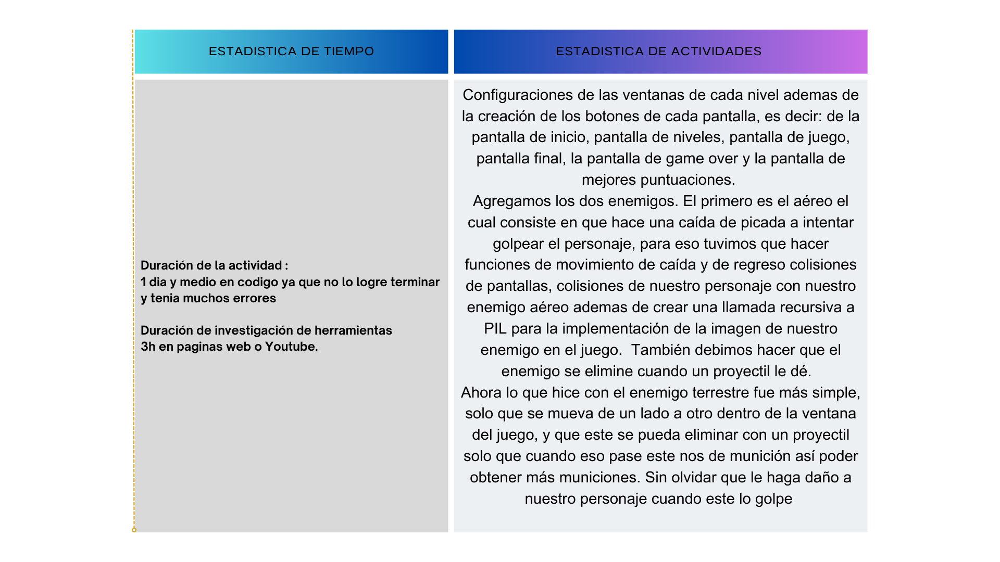 ESTADISTICA DE TIEMPO
ESTADISTICA DE ACTIVIDADES
Duración de la actividad :
1 dia y medio en codigo ya que no lo logre terminar
y tenia muchos errores
Duración de investigación de herramientas
3h en paginas web o Youtube.
Configuraciones de las ventanas de cada nivel ademas de
la creación de los botones de cada pantalla, es decir: de la
pantalla de inicio, pantalla de niveles, pantalla de juego,
pantalla final, la pantalla de game over y la pantalla de
mejores puntuaciones.
Agregamos los dos enemigos. El primero es el aéreo el
cual consiste en que hace una caída de picada a intentar
golpear el personaje, para eso tuvimos que hacer
funciones de movimiento de caída y de regreso colisiones
de pantallas, colisiones de nuestro personaje con nuestro
enemigo aéreo ademas de crear una llamada recursiva a
PIL para la implementación de la imagen de nuestro
enemigo en el juego.  También debimos hacer que el
enemigo se elimine cuando un proyectil le dé.
Ahora lo que hice con el enemigo terrestre fue más simple,
solo que se mueva de un lado a otro dentro de la ventana
del juego, y que este se pueda eliminar con un proyectil
solo que cuando eso pase este nos de munición así poder
obtener más municiones. Sin olvidar que le haga daño a
nuestro personaje cuando este lo golpe